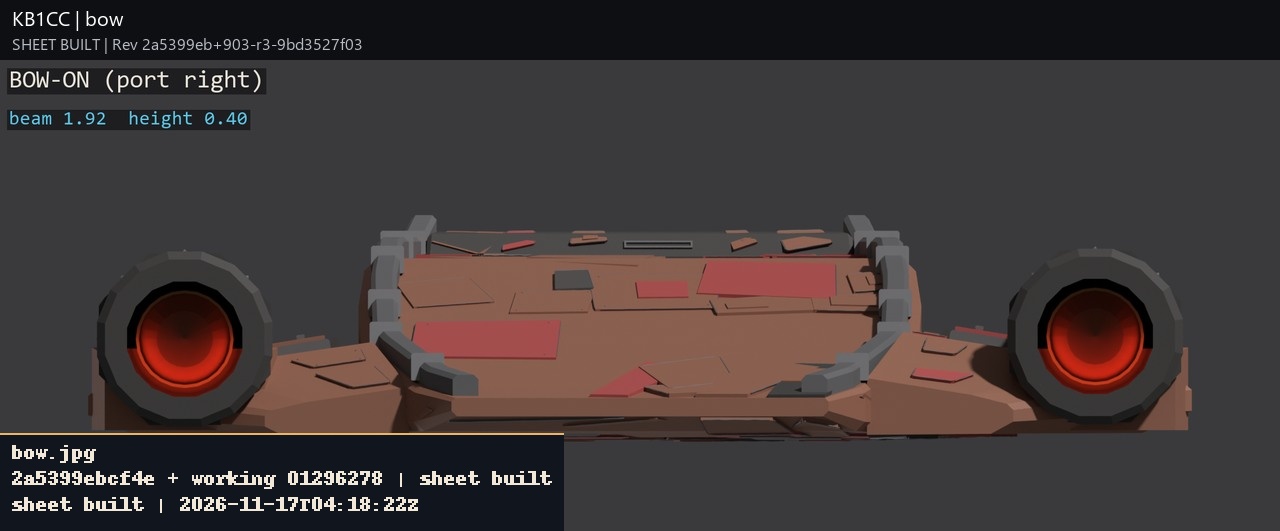 KB1CC | bow
SHEET BUILT | Rev 2a5399eb+903-r3-9bd3527f03
BOW-ON (port right)
beam 1.92  height 0.40
bow.jpg
2a5399ebcf4e + working 01296278 | sheet built
sheet built | 2026-11-17T04:18:22Z